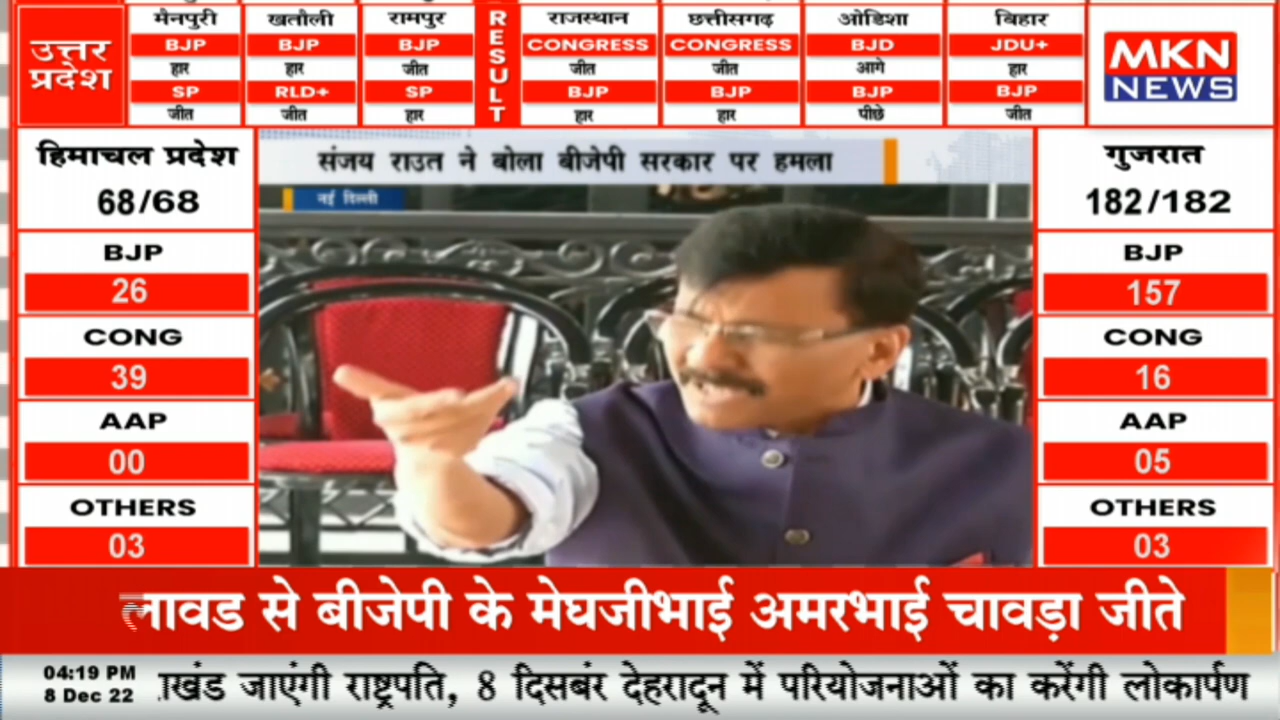 उत्तर प्रदेश
मैनपुरी
BJP
हार
SP
जीत
खतौली
BJP
हार
RLD+
जीत
रामपुर
BJP
जीत
SP
हार
RESULT
राजस्थान
CONGRESS
जीत
BJP
हार
छत्तीसगढ़
CONGRESS
जीत
BJP
हार
ओडिशा
BJD
आगे
BJP
पीछे
बिहार
JDU+
हार
BJP
जीत
MKN
NEWS
हिमाचल प्रदेश
68/68
BJP
26
CONG
39
AAP
00
OTHERS
03
संजय राउत ने बोला बीजेपी सरकार पर हमला
नई दिल्ली
गुजरात
182/182
BJP
157
CONG
16
AAP
05
OTHERS
03
लावड से बीजेपी के मेघजीभाई अमरभाई चावड़ा जीते
04:19 PM
8 Dec 22
ाखंड जाएंगी राष्ट्रपति, 8 दिसबंर देहरादून में परियोजनाओं का करेंगी लोकार्पण